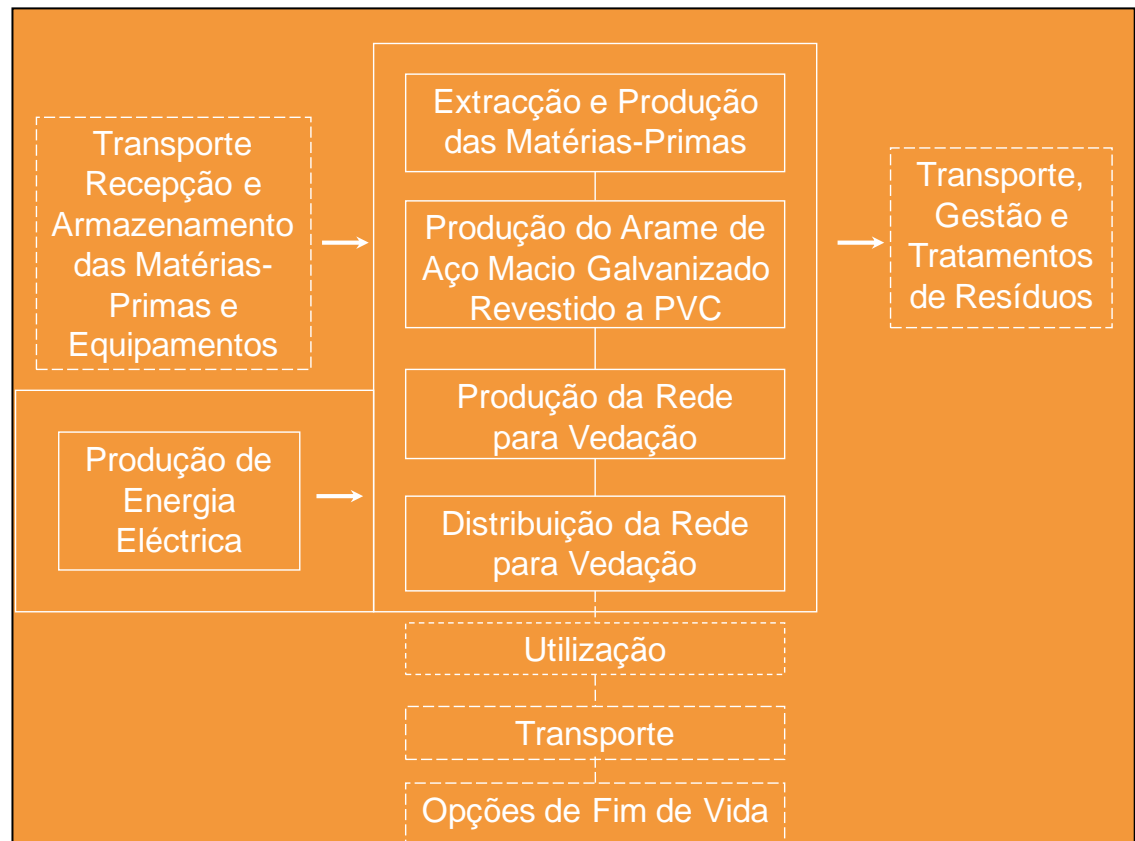 Transporte
Recepção e
Armazenamento
das Matérias-
Primas e
Equipamentos
Produção de
Energia
Eléctrica
Extracção e Produção
das Matérias-Primas
Produção do Arame de
Aço Macio Galvanizado
Revestido a PVC
Produção da Rede
para Vedação
Distribuição da Rede
para Vedação
Utilização
Transporte
Opções de Fim de Vida
Transporte,
Gestão e
Tratamentos
de Resíduos